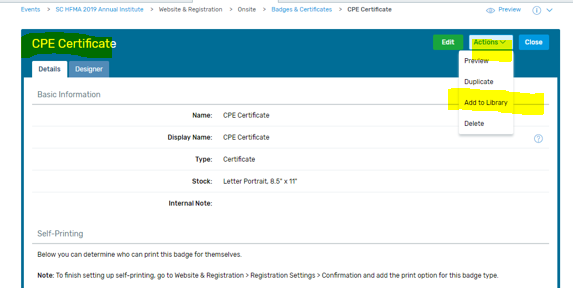 Events > SC HFMA 2019 Annual Institute > Website & Registration > Onsite > Badges & Certificates > CPE Certificate Preview
CPE Certificate Edit Actions Close
Details Designer
Preview
Duplicate
Add to Library
Delete
Basic Information
Name: CPE Certificate
Display Name: CPE Certificate
Type: Certificate
Stock: Letter Portrait, 8.5" x 11"
Internal Note:
Self-Printing
Below you can determine who can print this badge for themselves.
Note: To finish setting up self-printing, go to Website & Registration > Registration Settings > Confirmation and add the print option for this badge type.